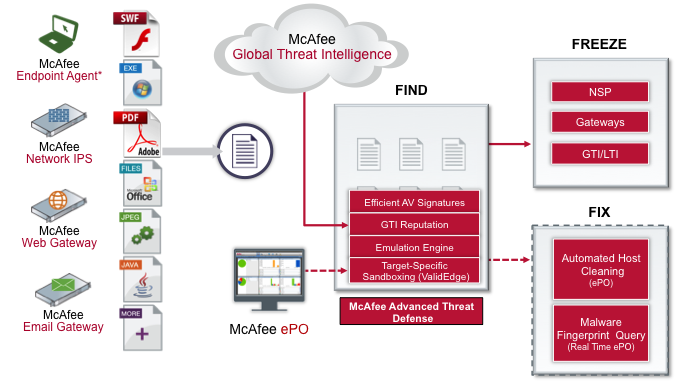 McAfee
Endpoint Agent*
McAfee
Network IPS
McAfee
Web Gateway
McAfee
Email Gateway
SWF
EXE
PDF
Adobe
FILES
Microsoft
Office
JPEG
JAVA
MORE
McAfee
Global Threat Intelligence
McAfee ePO
FIND
Efficient AV Signatures
GTI Reputation
Emulation Engine
Target-Specific
Sandboxing (ValidEdge)
McAfee Advanced Threat
Defense
FREEZE
NSP
Gateways
GTI/LTI
FIX
Automated Host
Cleaning
(ePO)
Malware
Fingerprint Query
(Real Time ePO)